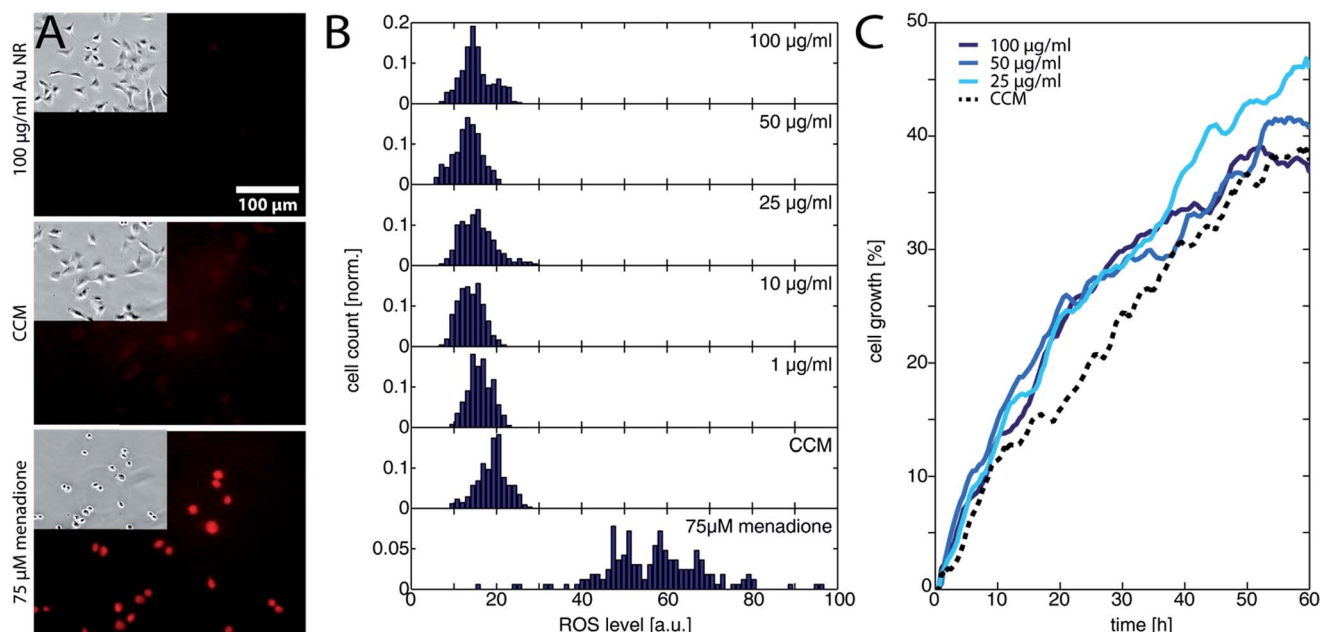 A
100 µg/ml Au NR
100 µm
CCM
75 µM menadione
B
0.2
0.1
0
100 µg/ml
0.1
0
50 µg/ml
0.1
0
25 µg/ml
0.1
0
10 µg/ml
0.1
0
1 µg/ml
0.1
0
CCM
0.05
0
75µM menadione
cell count [norm.]
0 20 40 60 80 100
ROS level [a.u.]
C
50
40
30
20
10
0
cell growth [%]
100 µg/ml
50 µg/ml
25 µg/ml
CCM
0 10 20 30 40 50 60
time [h]